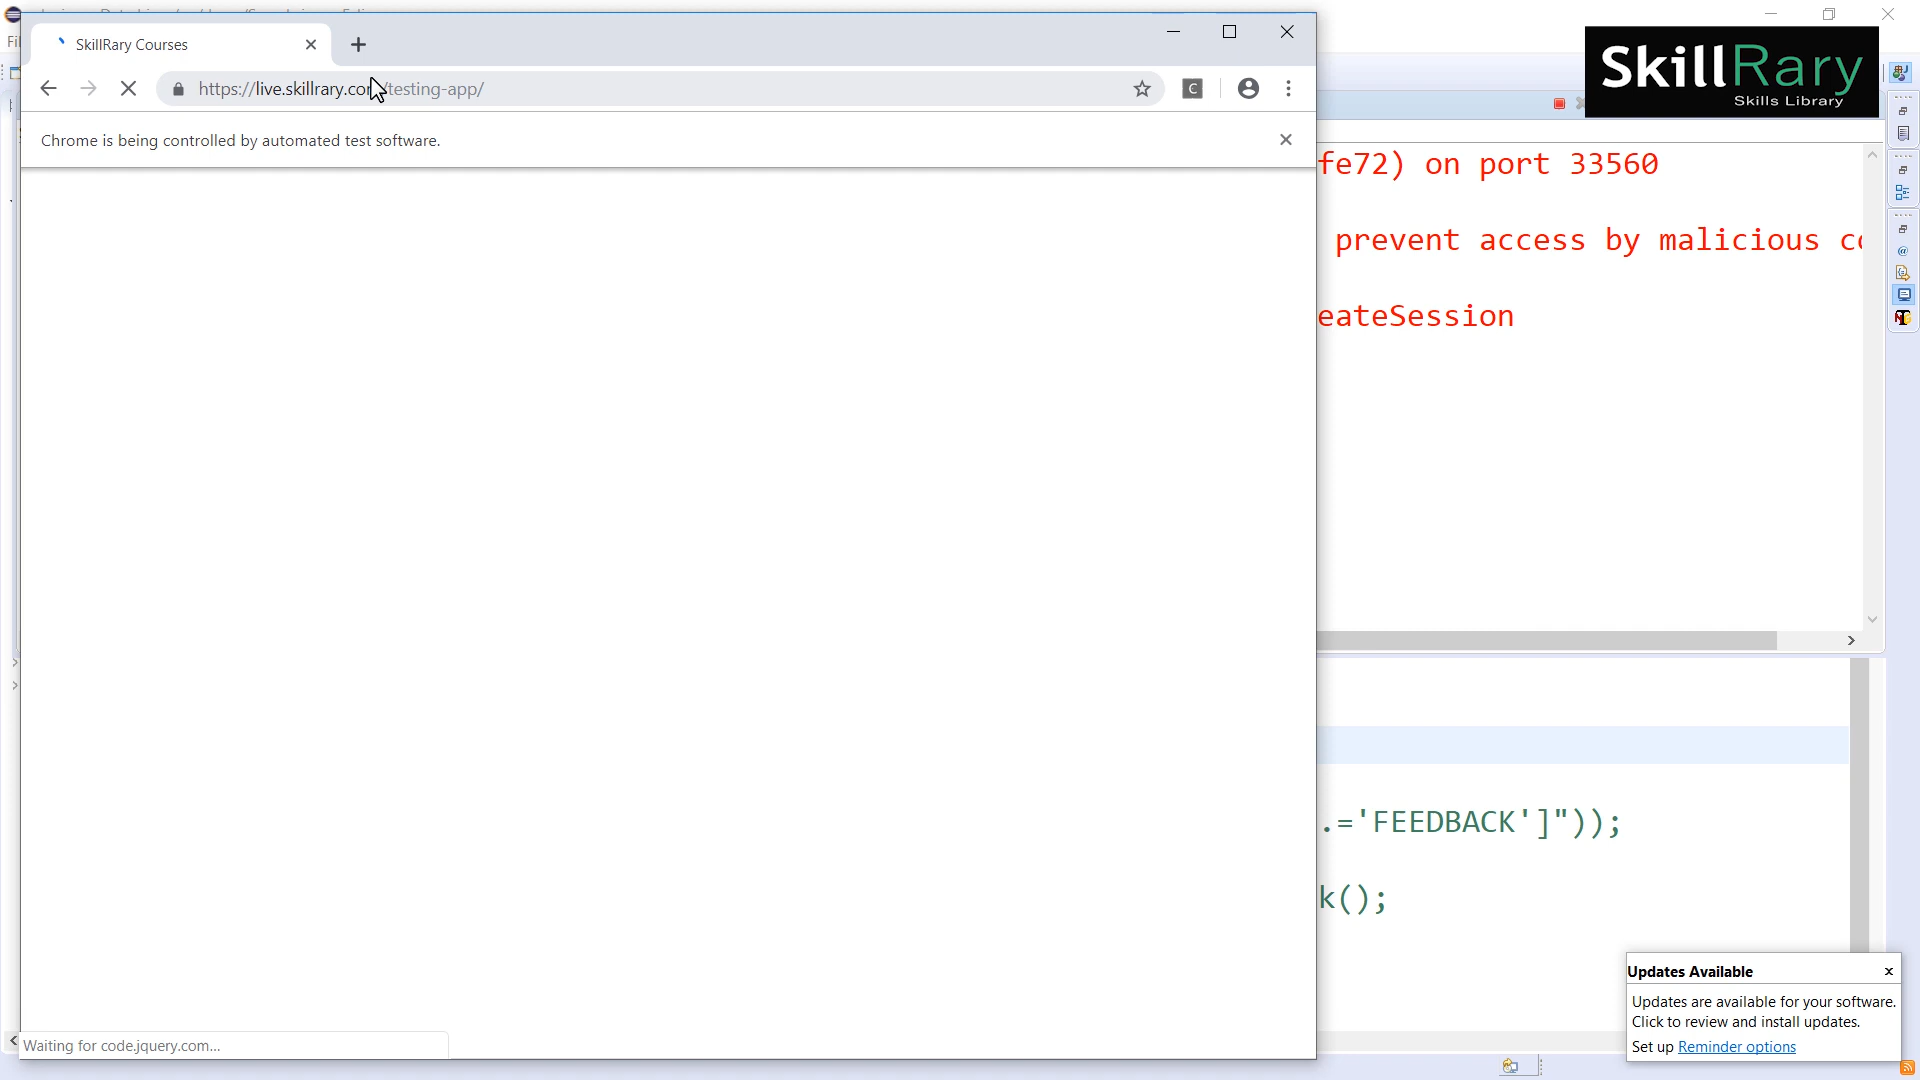 SkillRary Courses
https://live.skillrary.com/testing-app/
Chrome is being controlled by automated test software.
SkillRary
Skills Library
fe72) on port 33560
prevent access by malicious
eateSession
.='FEEDBACK']"));
k();
Updates Available
Updates are available for your software.
Click to review and install updates.
Set up Reminder options
Waiting for code.jquery.com...